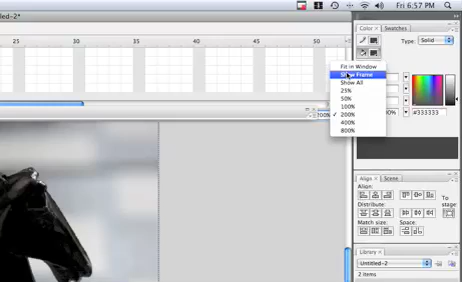 Fri 6:57 PM
tled-2*
25 30 35 40 45 50
Color × Swatches
Type: Solid
Fit in Window
Show Frame
Show All
25%
50%
100%
200%
400%
800%
#333333
Align × Scene
Align:
To
stage:
Distribute:
Match size: Space:
Library ×
Untitled-2
2 items